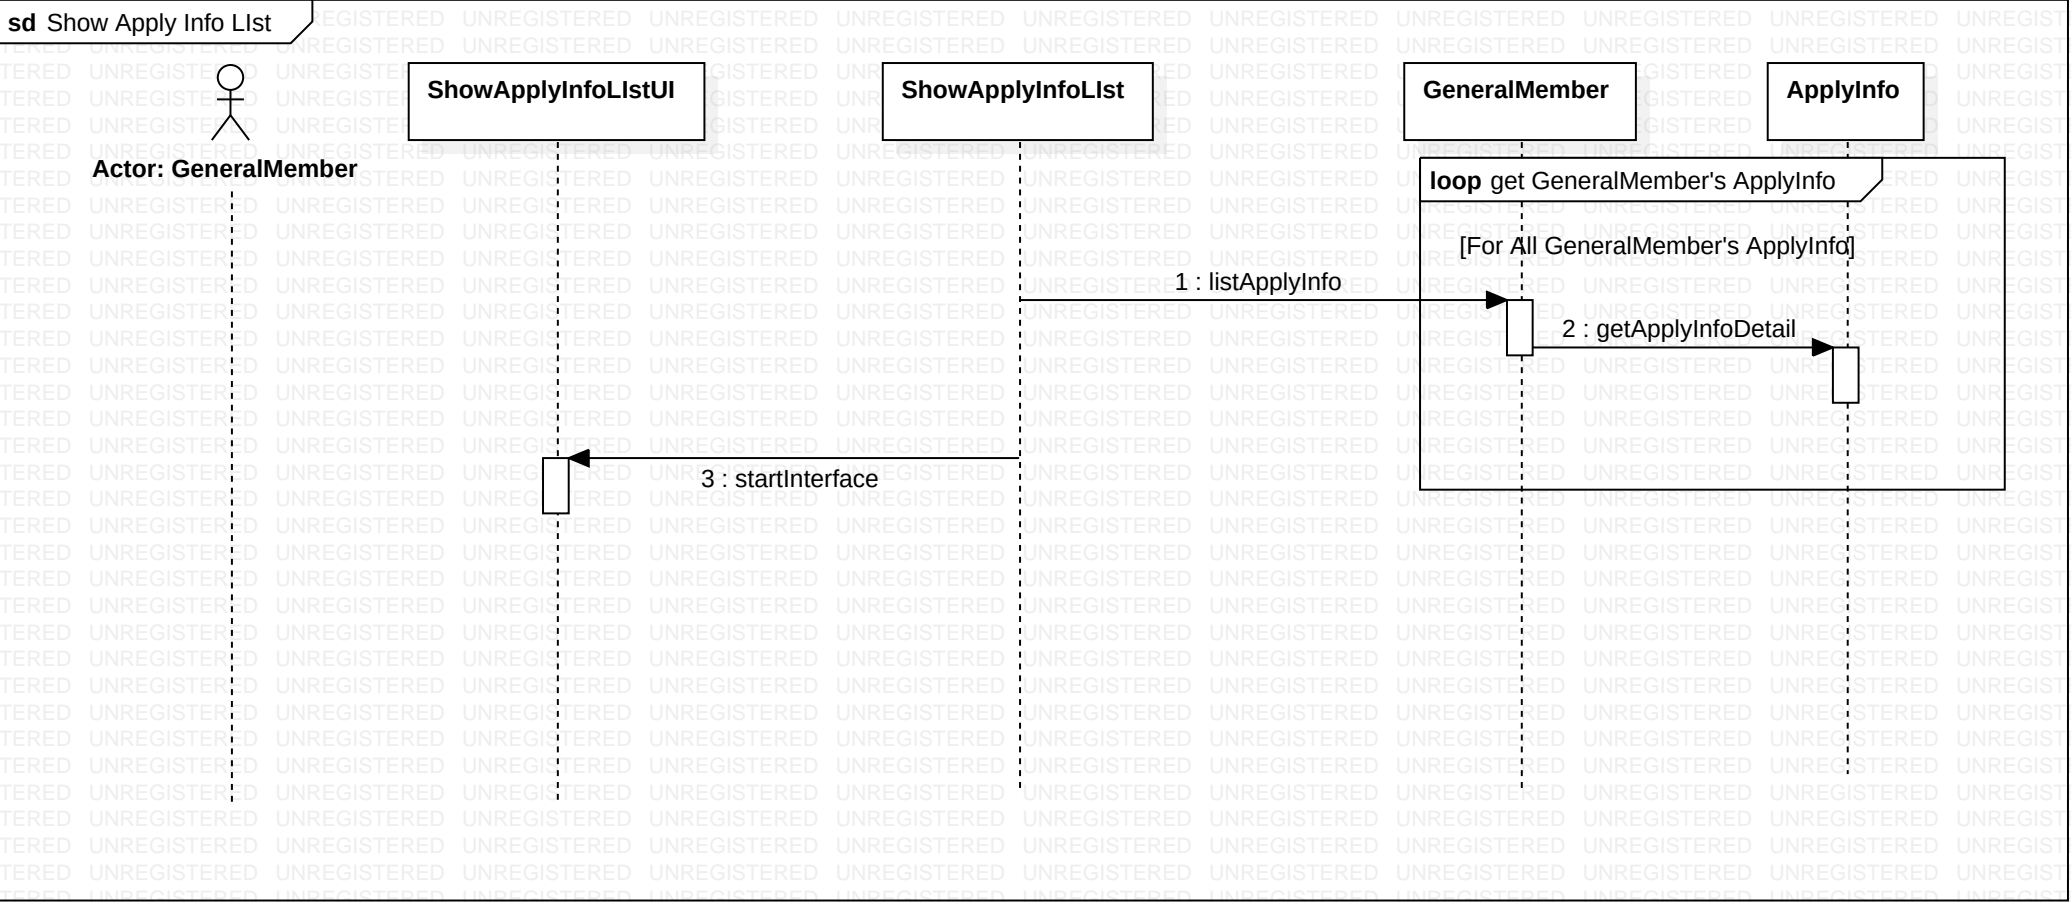 sd Show Apply Info LIst
ShowApplyInfoLIstUI
ShowApplyInfoLIst
GeneralMember
ApplyInfo
Actor: GeneralMember
loop get GeneralMember's ApplyInfo
[For All GeneralMember's ApplyInfo]
1 : listApplyInfo
2 : getApplyInfoDetail
3 : startInterface
UNREGISTERED